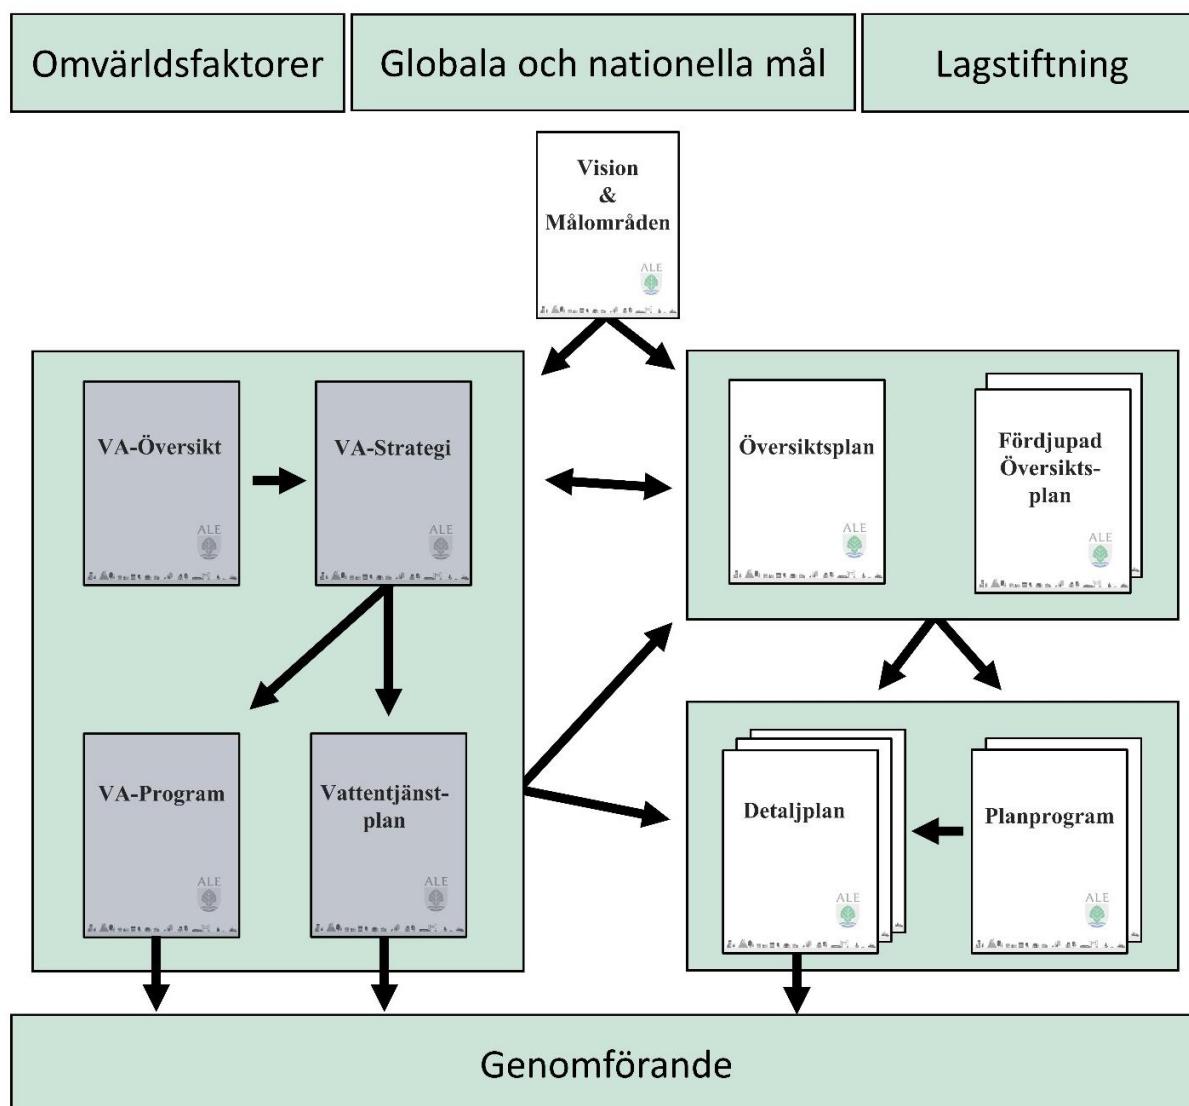 Omvärldsfaktorer
Globala och nationella mål
Lagstiftning
Vision
&
Målområden
ALE
VA-Översikt
ALE
VA-Strategi
ALE
Översiktsplan
ALE
Fördjupad
Översikts-
plan
ALE
VA-Program
ALE
Vattentjänst-
plan
ALE
Detaljplan
ALE
Planprogram
ALE
Genomförande